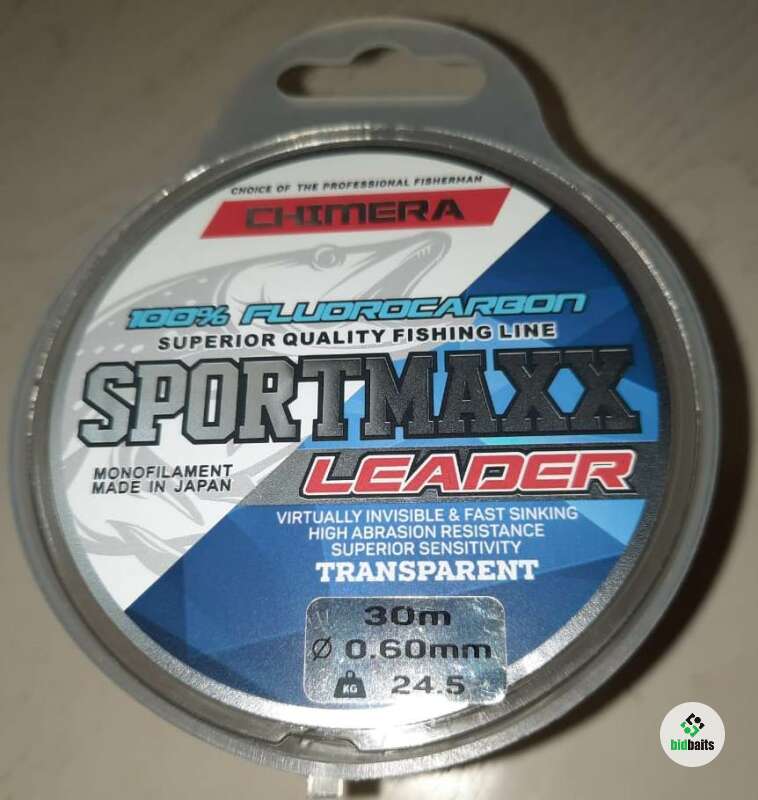 CHOICE OF THE PROFESSIONAL FISHERMAN
CHIMERA
100% FLUOROCARBON
SUPERIOR QUALITY FISHING LINE
SPORTMAXX
LEADER
MONOFILAMENT
MADE IN JAPAN
VIRTUALLY INVISIBLE & FAST SINKING
HIGH ABRASION RESISTANCE
SUPERIOR SENSITIVITY
TRANSPARENT
30m
Ø 0.60mm
KG 24.5
bidbaits